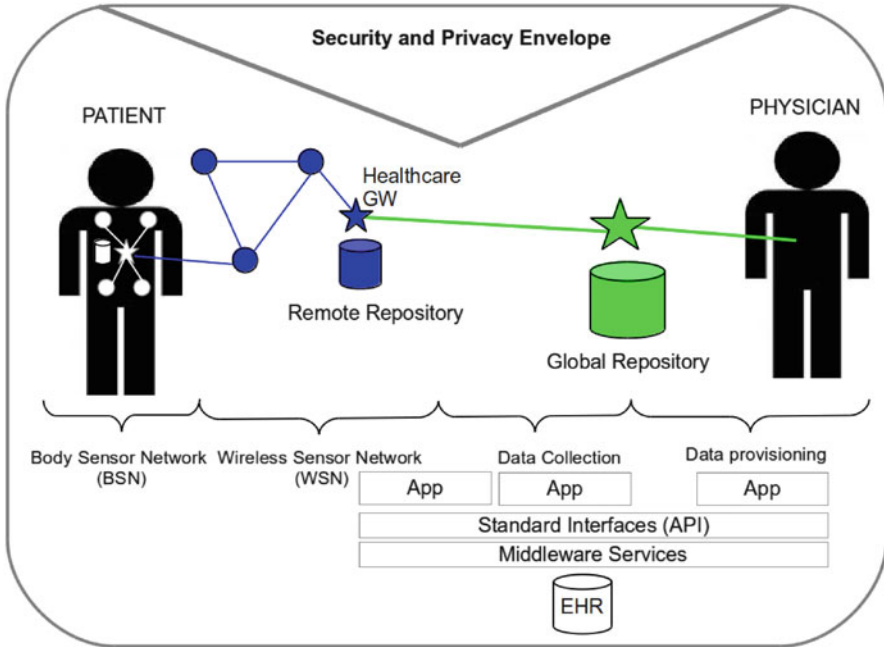 Security and Privacy Envelope
PATIENT
PHYSICIAN
Healthcare
GW
Remote Repository
Global Repository
Body Sensor Network
(BSN)
Wireless Sensor Network
(WSN)
Data Collection
Data provisioning
App
App
App
Standard Interfaces (API)
Middleware Services
EHR